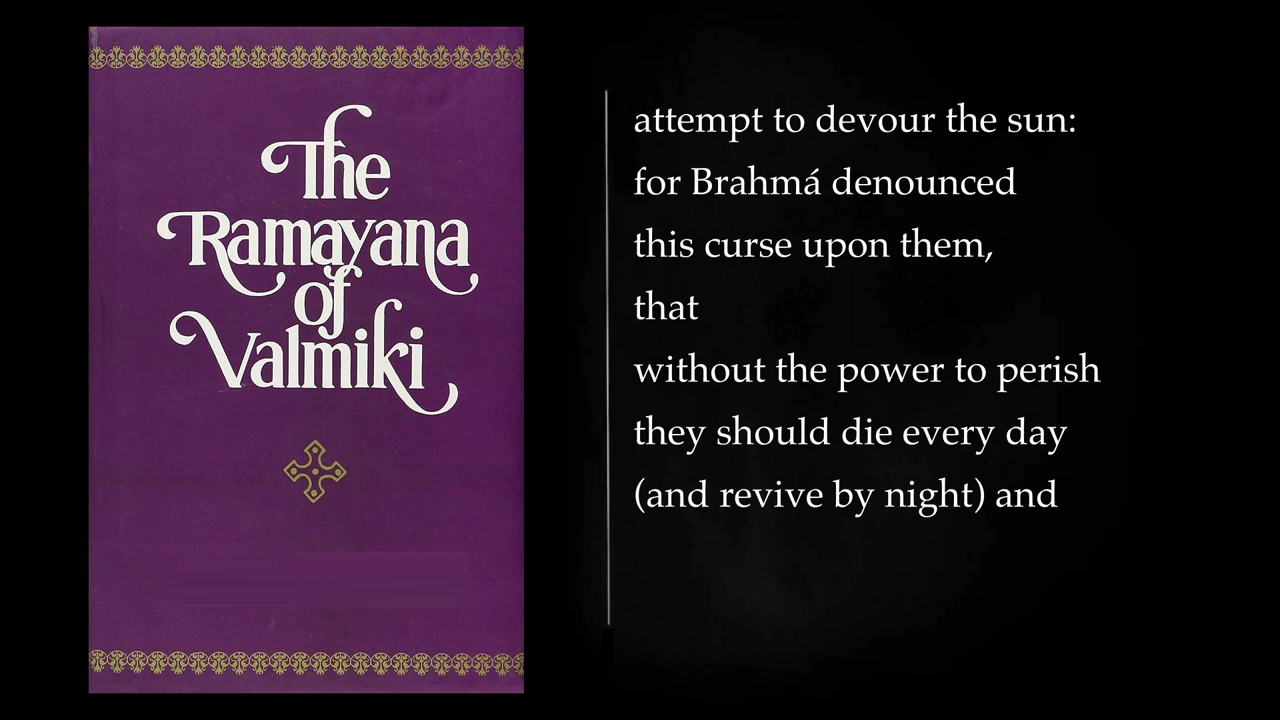 The
Ramayana
of
Valmiki
attempt to devour the sun:
for Brahmá denounced
this curse upon them,
that
without the power to perish
they should die every day
(and revive by night) and